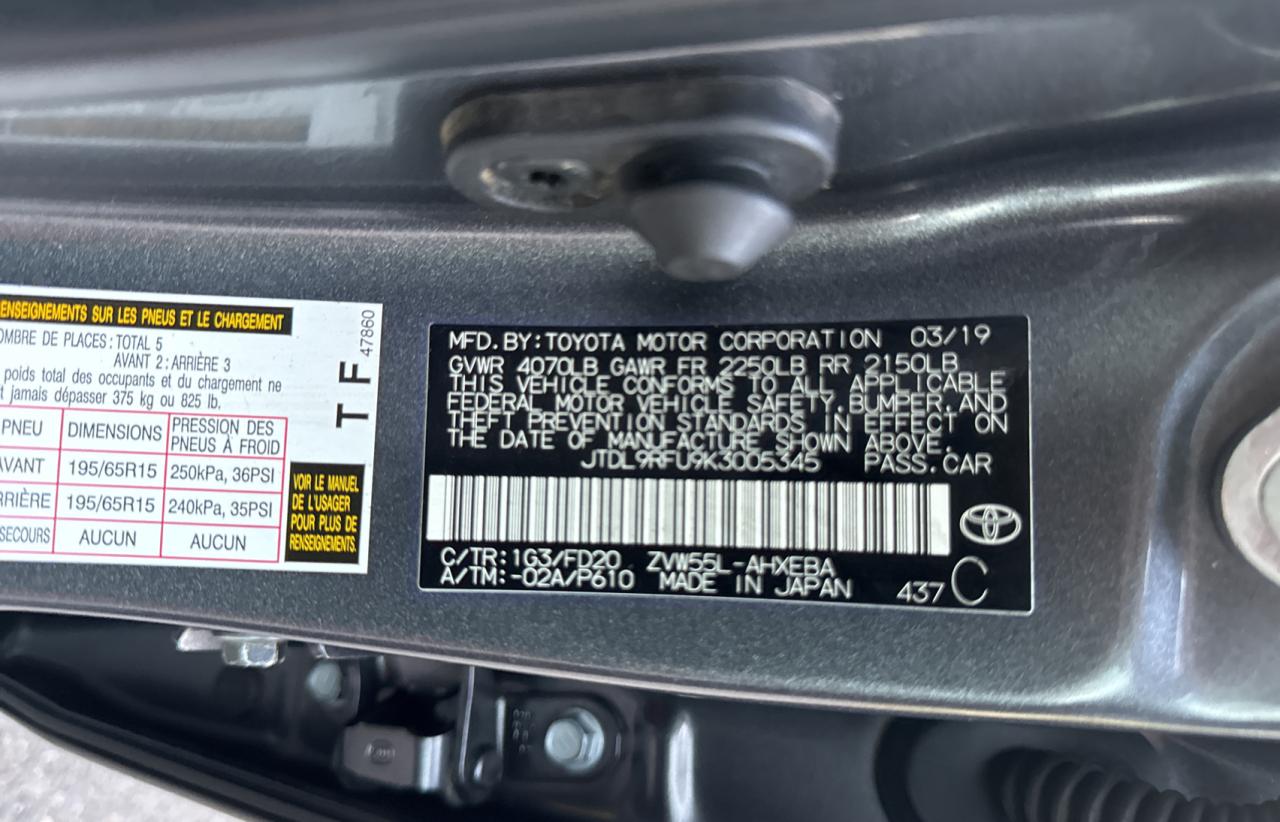 RENSEIGNEMENTS SUR LES PNEUS ET LE CHARGEMENT
OMBRE DE PLACES: TOTAL 5
AVANT 2: ARRIÈRE 3
poids total des occupants et du chargement ne
t jamais dépasser 375 kg ou 825 lb.
PNEU DIMENSIONS PRESSION DES PNEUS À FROID
AVANT 195/65R15 250kPa, 36PSI
RRIÈRE 195/65R15 240kPa, 35PSI
SECOURS AUCUN AUCUN
VOIR LE MANUEL
DE L'USAGER
POUR PLUS DE
RENSEIGNEMENTS.
T F
47860
MFD. BY: TOYOTA MOTOR CORPORATION 03/19
GVWR 4070LB GAWR FR 2250LB RR 2150LB
THIS VEHICLE CONFORMS TO ALL APPLICABLE
FEDERAL MOTOR VEHICLE SAFETY, BUMPER, AND
THEFT PREVENTION STANDARDS IN EFFECT ON
THE DATE OF MANUFACTURE SHOWN ABOVE.
JTDL9RFU9K3005345 PASS. CAR
C/TR: 1G3/FD20 ZVW55L-AHXEBA
A/TM: -02A/P610 MADE IN JAPAN 437 C